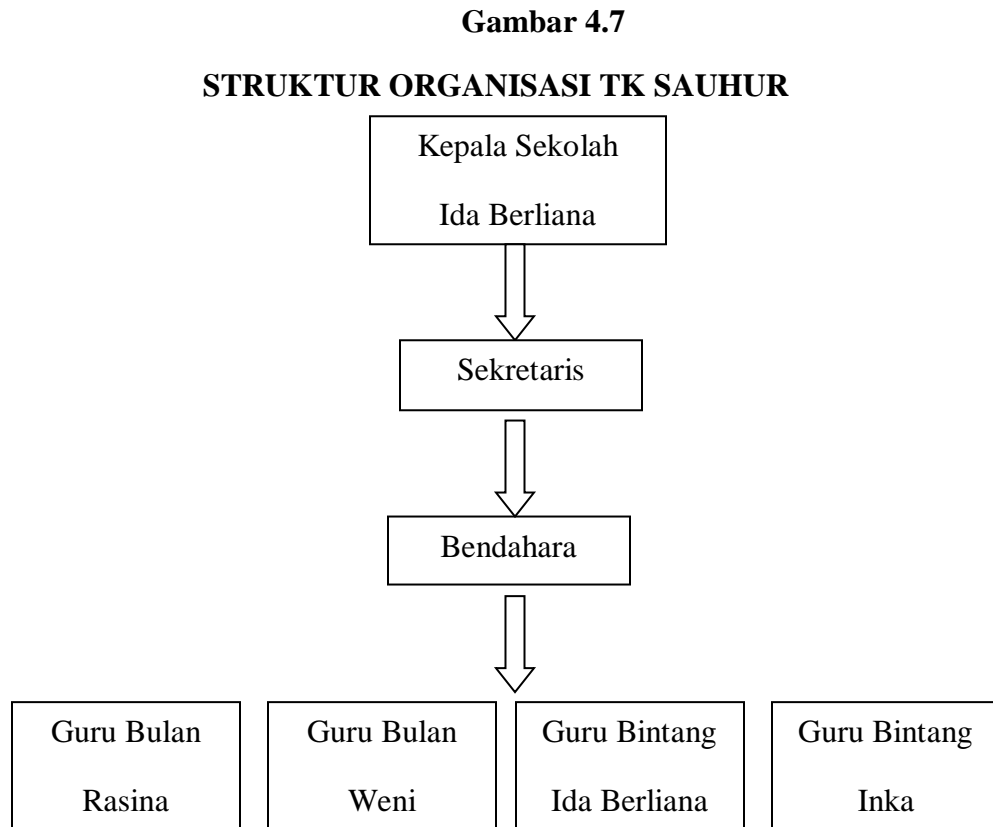 Gambar 4.7
STRUKTUR ORGANISASI TK SAUHUR
Kepala Sekolah
Ida Berliana
Sekretaris
Bendahara
Guru Bulan
Rasina
Guru Bulan
Weni
Guru Bintang
Ida Berliana
Guru Bintang
Inka